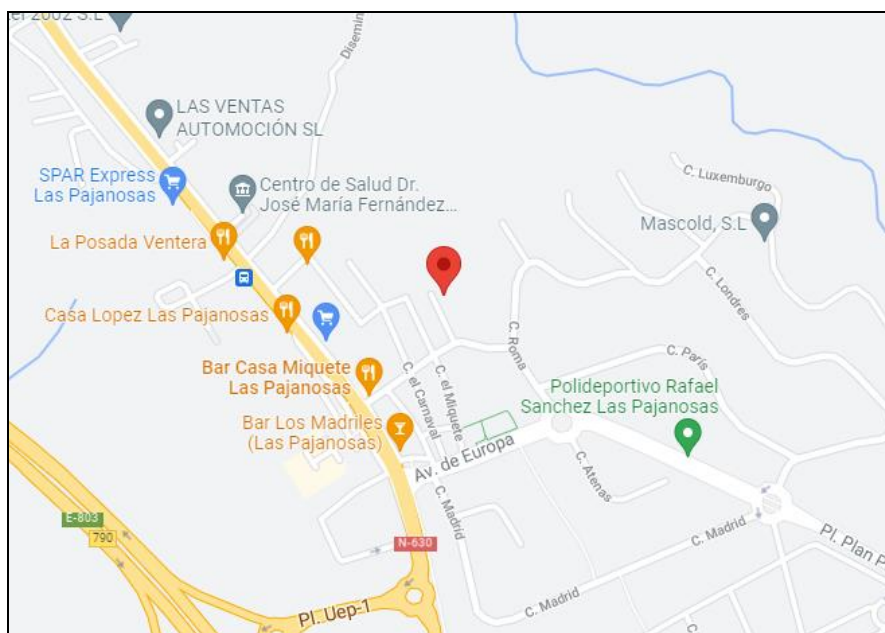 2002 S.L
Disemin
LAS VENTAS
AUTOMOCIÓN SL
SPAR Express
Las Pajanosas
Centro de Salud Dr.
José María Fernández...
La Posada Ventera
C. Luxemburgo
Mascold, S.L
Casa Lopez Las Pajanosas
C. Londres
C. Roma
C. París
Bar Casa Miquete
Las Pajanosas
C. el Carnaval
C. el Miquete
Polideportivo Rafael
Sanchez Las Pajanosas
Bar Los Madriles
(Las Pajanosas)
Av. de Europa
C. Atenas
C. Madrid
E-803
790
N-630
C. Madrid
Pl. Plan P
C. Madrid
Pl. Uep-1